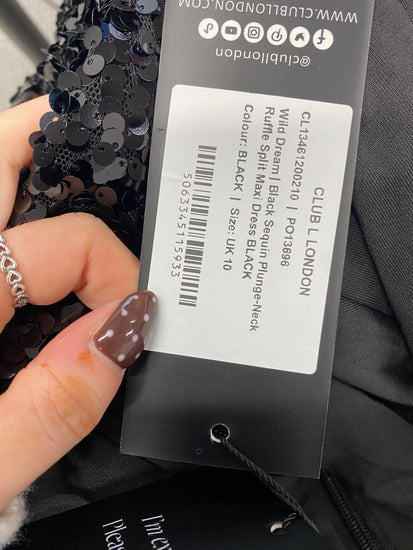 WWW.CLUBLLONDON.COM
@clubllondon
CLUB L LONDON
CL13461200210 | PO13696
Wild Dream | Black Sequin Plunge-Neck
Ruffle Split Maxi Dress BLACK
Colour: BLACK | Size: UK 10
5063345115933
I'm
Please